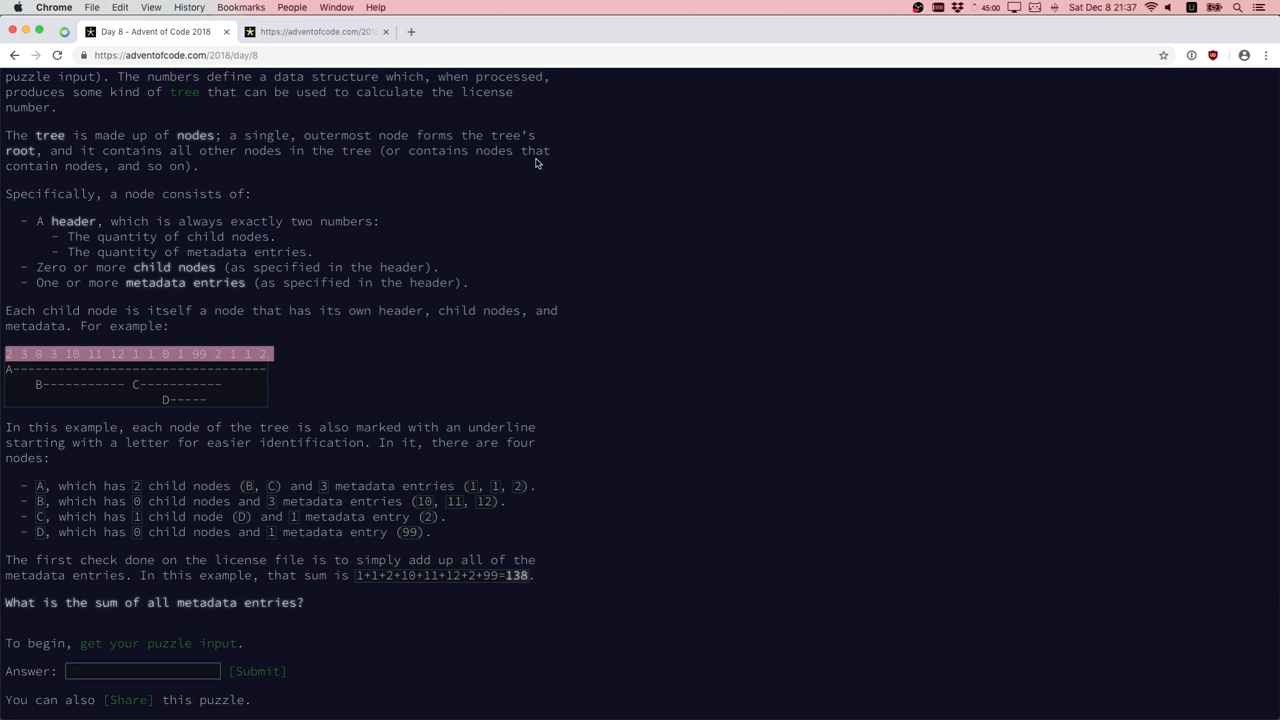 Chrome File Edit View History Bookmarks People Window Help 45:00 U Sat Dec 8 21:37
Day 8 - Advent of Code 2018 × https://adventofcode.com/201 × +
https://adventofcode.com/2018/day/8
puzzle input). The numbers define a data structure which, when processed,
produces some kind of tree that can be used to calculate the license
number.
The tree is made up of nodes; a single, outermost node forms the tree's
root, and it contains all other nodes in the tree (or contains nodes that
contain nodes, and so on).
Specifically, a node consists of:
- A header, which is always exactly two numbers:
- The quantity of child nodes.
- The quantity of metadata entries.
- Zero or more child nodes (as specified in the header).
- One or more metadata entries (as specified in the header).
Each child node is itself a node that has its own header, child nodes, and
metadata. For example:
2 3 0 3 10 11 12 1 1 0 1 99 2 1 1 2
A----------------------------------
B----------- C-----------
D-----
In this example, each node of the tree is also marked with an underline
starting with a letter for easier identification. In it, there are four
nodes:
- A, which has 2 child nodes (B, C) and 3 metadata entries (1, 1, 2).
- B, which has 0 child nodes and 3 metadata entries (10, 11, 12).
- C, which has 1 child node (D) and 1 metadata entry (2).
- D, which has 0 child nodes and 1 metadata entry (99).
The first check done on the license file is to simply add up all of the
metadata entries. In this example, that sum is 1+1+2+10+11+12+2+99=138.
What is the sum of all metadata entries?
To begin, get your puzzle input.
Answer: [Submit]
You can also [Share] this puzzle.